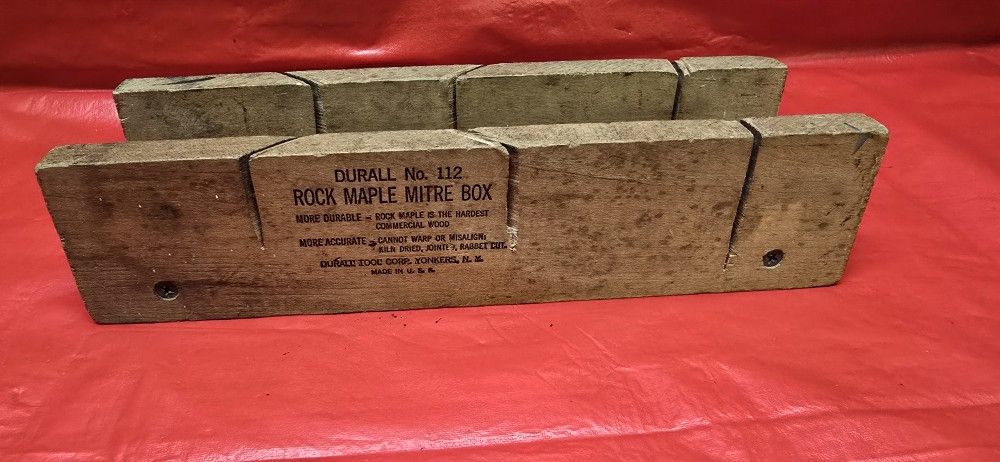 DURALL No. 112
ROCK MAPLE MITRE BOX
MORE DURABLE – ROCK MAPLE IS THE HARDEST
COMMERCIAL WOOD
MORE ACCURATE – CANNOT WARP OR MISALIGN;
KILN DRIED, JOINTED, RABBET CUT.
DURALL TOOL CORP. YONKERS, N. Y.
MADE IN U. S. A.